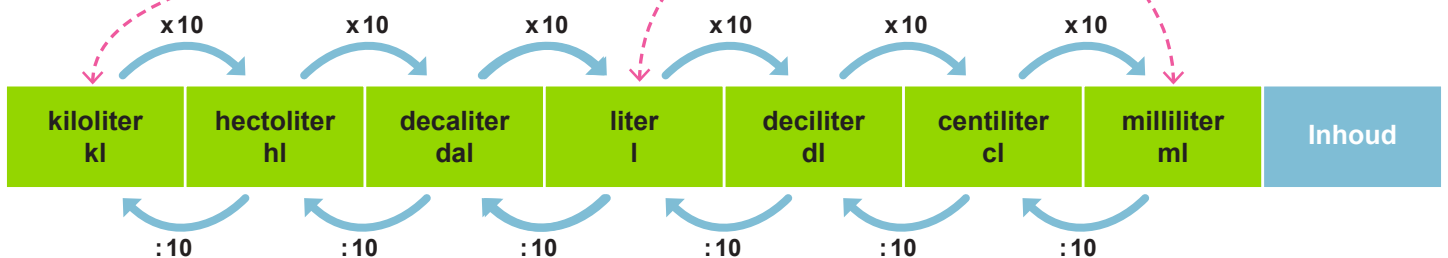 x10 x10 x10 x10 x10 x10
kiloliter hectoliter decaliter liter deciliter centiliter milliliter Inhoud
kl hl dal l dl cl ml
:10 :10 :10 :10 :10 :10